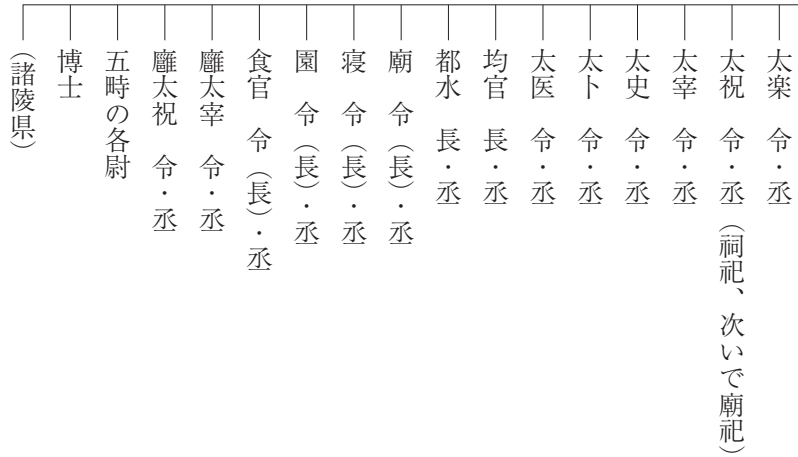 太楽　令・丞
太祝　令・丞（祠祀、次いで廟祀）
太宰　令・丞
太史　令・丞
太卜　令・丞
太医　令・丞
均官　長・丞
都水　長・丞
廟　令（長）・丞
寝　令（長）・丞
園　令（長）・丞
食官　令（長）・丞
廱太宰　令・丞
廱太祝　令・丞
五時の各尉
博士
（諸陵県）